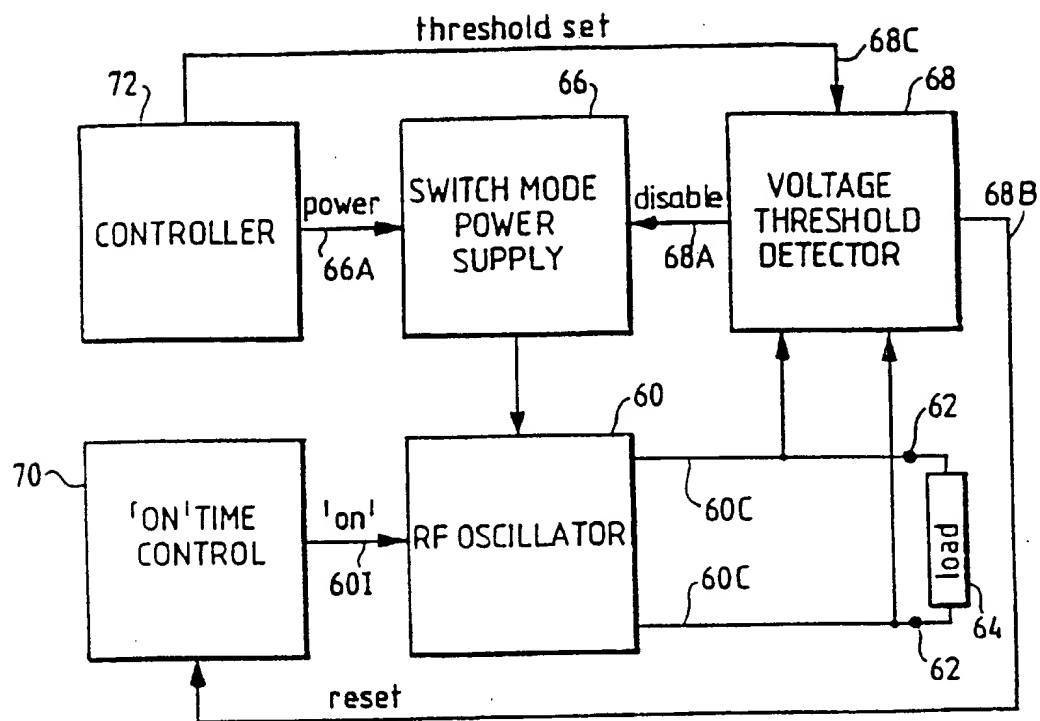 threshold set
68C
72
66
68
CONTROLLER
power
66A
SWITCH MODE
POWER
SUPPLY
disable
68A
VOLTAGE
THRESHOLD
DETECTOR
68B
60
62
70
'ON' TIME
CONTROL
'on'
60I
RF OSCILLATOR
60C
60C
load
64
62
reset